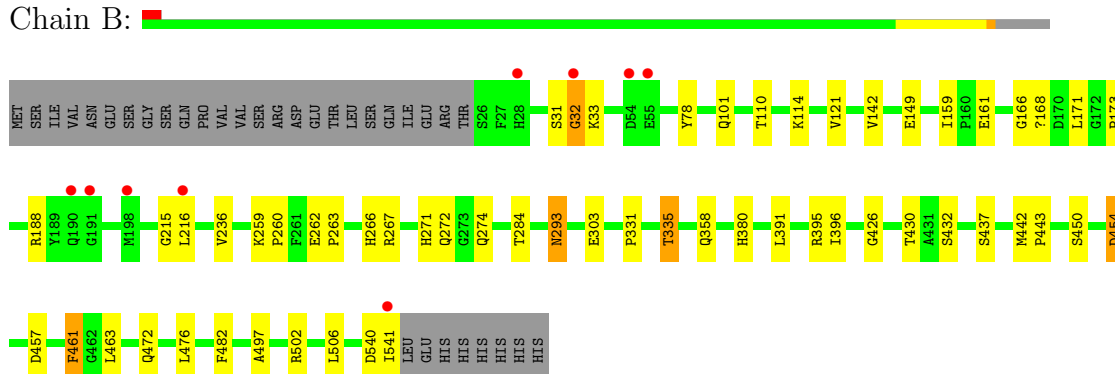 Chain B:
MET SER ILE VAL ASN GLU SER GLY SER GLN PRO VAL VAL SER ARG ASP GLU THR LEU SER GLN ILE GLU ARG THR S26 F27 H28 S31 G32 K33 D54 E55 Y78 Q101 T110 K114 V121 V142 E149 I159 P160 E161 G166 ?168 D170 L171 G172
R188 Y189 Q190 G191 M198 G215 L216 V236 K259 P260 F261 E262 P263 H266 R267 H271 Q272 G273 Q274 T284 N293 E303 P331 T335 Q358 H380 L391 R395 I396 G426 T430 A431 S432 S437 M442 P443 S450
D457 F461 G462 L463 Q472 L476 F482 A497 R502 L506 D540 I541 LEU GLU HIS HIS HIS HIS HIS HIS